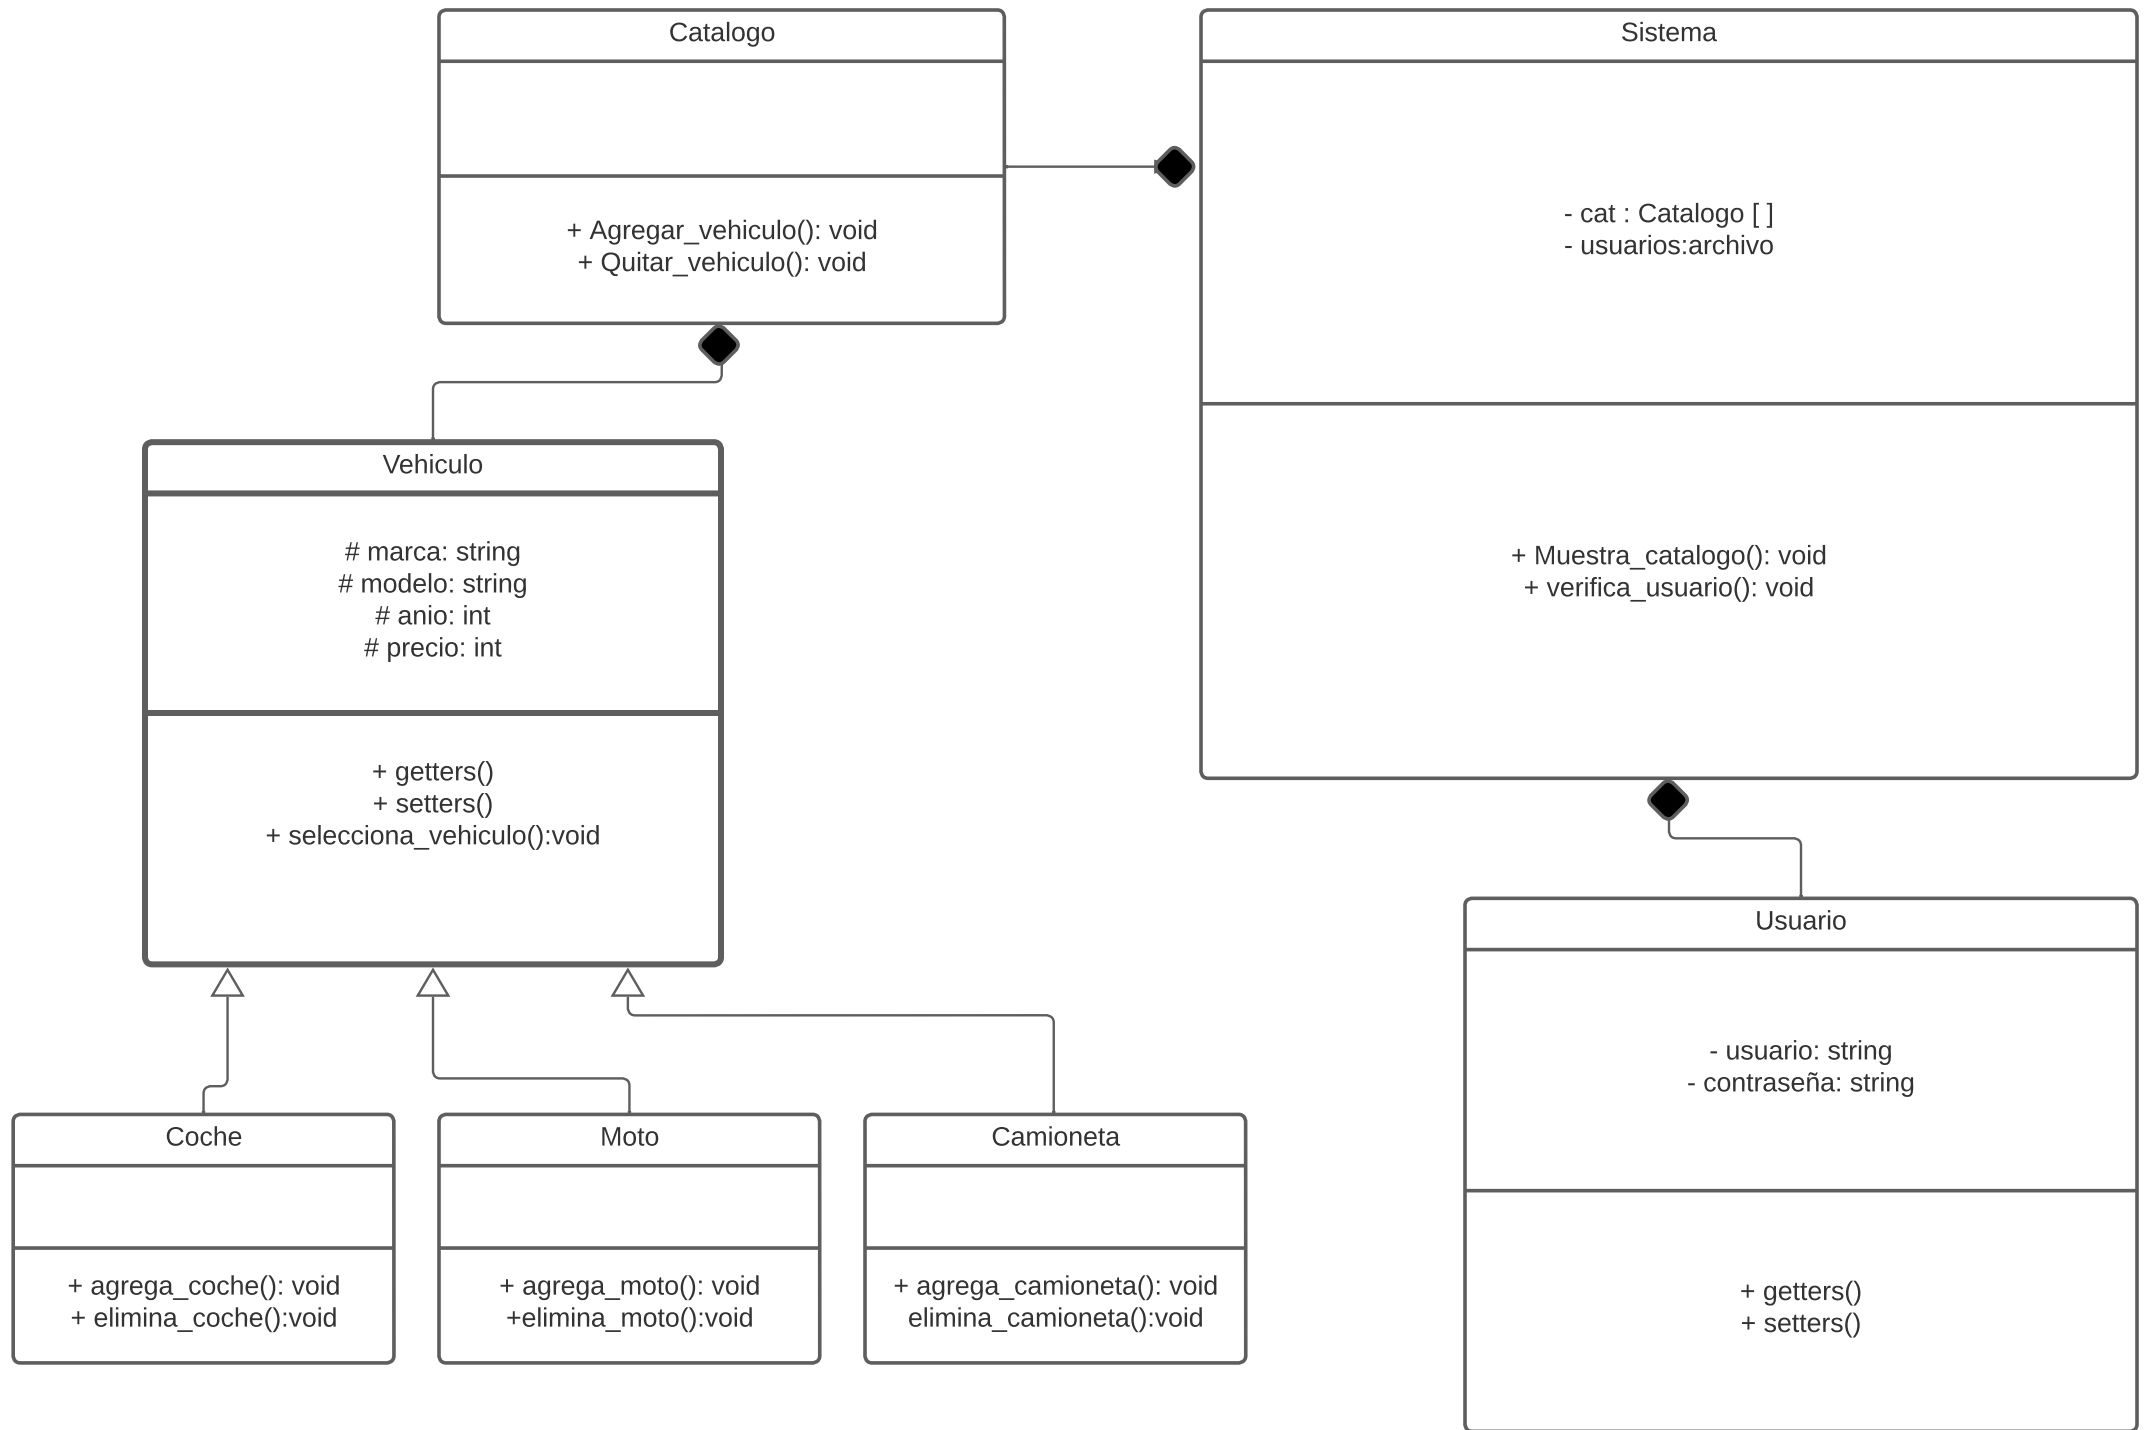 Catalogo
+ Agregar_vehiculo(): void
+ Quitar_vehiculo(): void
Sistema
- cat : Catalogo [ ]
- usuarios:archivo
+ Muestra_catalogo(): void
+ verifica_usuario(): void
Vehiculo
# marca: string
# modelo: string
# anio: int
# precio: int
+ getters()
+ setters()
+ selecciona_vehiculo():void
Usuario
- usuario: string
- contraseña: string
+ getters()
+ setters()
Coche
+ agrega_coche(): void
+ elimina_coche():void
Moto
+ agrega_moto(): void
+elimina_moto():void
Camioneta
+ agrega_camioneta(): void
elimina_camioneta():void